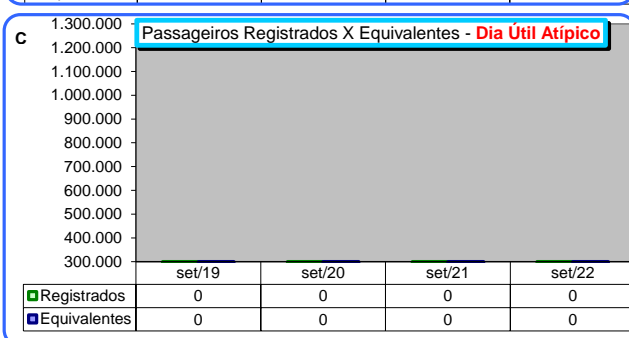 C
Passageiros Registrados X Equivalentes - Dia Útil Atípico
1.300.000
1.200.000
1.100.000
1.000.000
900.000
800.000
700.000
600.000
500.000
400.000
300.000
set/19 set/20 set/21 set/22
Registrados 0 0 0 0
Equivalentes 0 0 0 0